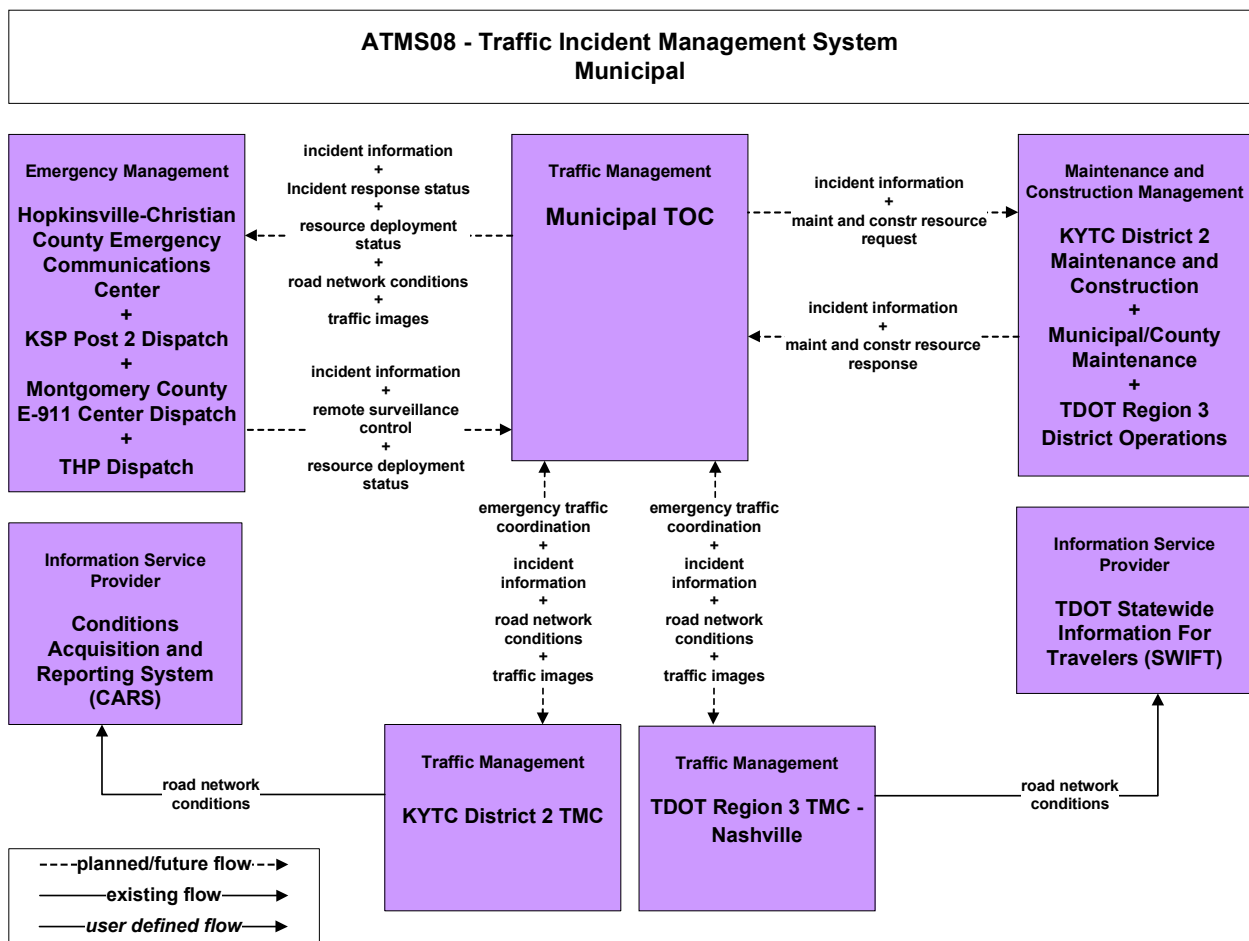 ATMS08 - Traffic Incident Management System
Municipal
Emergency Management
Hopkinsville-Christian
County Emergency
Communications
Center
+
KSP Post 2 Dispatch
+
Montgomery County
E-911 Center Dispatch
+
THP Dispatch
incident information
+
Incident response status
+
resource deployment
status
+
road network conditions
+
traffic images
incident information
+
remote surveillance
control
+
resource deployment
status
Traffic Management
Municipal TOC
incident information
+
maint and constr resource
request
incident information
+
maint and constr resource
response
Maintenance and
Construction Management
KYTC District 2
Maintenance and
Construction
+
Municipal/County
Maintenance
+
TDOT Region 3
District Operations
emergency traffic
coordination
+
incident
information
+
road network
conditions
+
traffic images
emergency traffic
coordination
+
incident
information
+
road network
conditions
+
traffic images
Information Service
Provider
Conditions
Acquisition and
Reporting System
(CARS)
Information Service
Provider
TDOT Statewide
Information For
Travelers (SWIFT)
road network
conditions
Traffic Management
KYTC District 2 TMC
Traffic Management
TDOT Region 3 TMC -
Nashville
road network
conditions
planned/future flow
existing flow
user defined flow